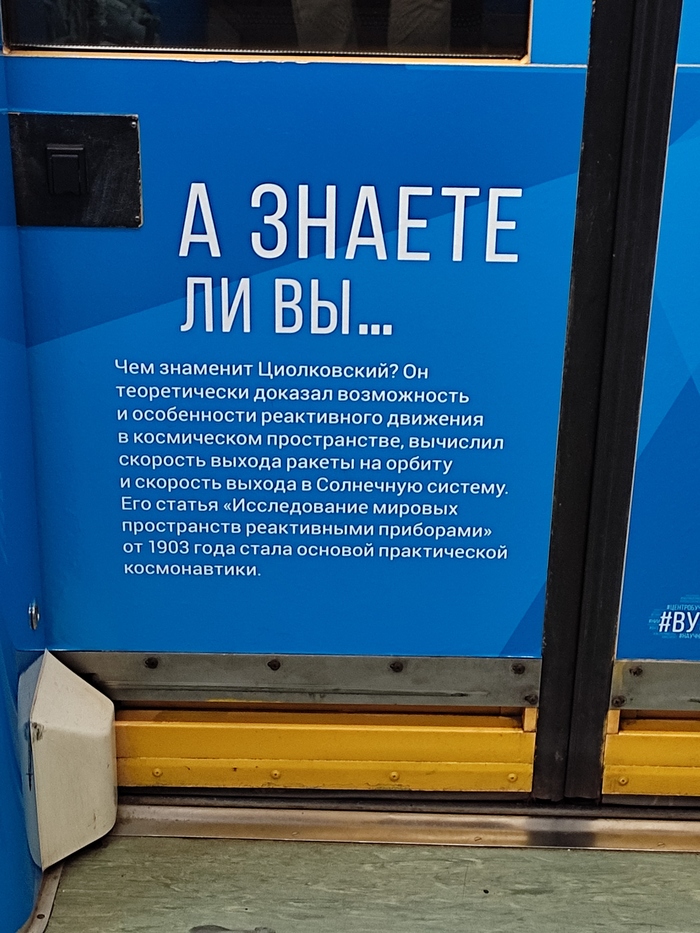 А ЗНАЕТЕ
ЛИ ВЫ...
Чем знаменит Циолковский? Он
теоретически доказал возможность
и особенности реактивного движения
в космическом пространстве, вычислил
скорость выхода ракеты на орбиту
и скорость выхода в Солнечную систему.
Его статья «Исследование мировых
пространств реактивными приборами»
от 1903 года стала основой практической
космонавтики.
#ВУ